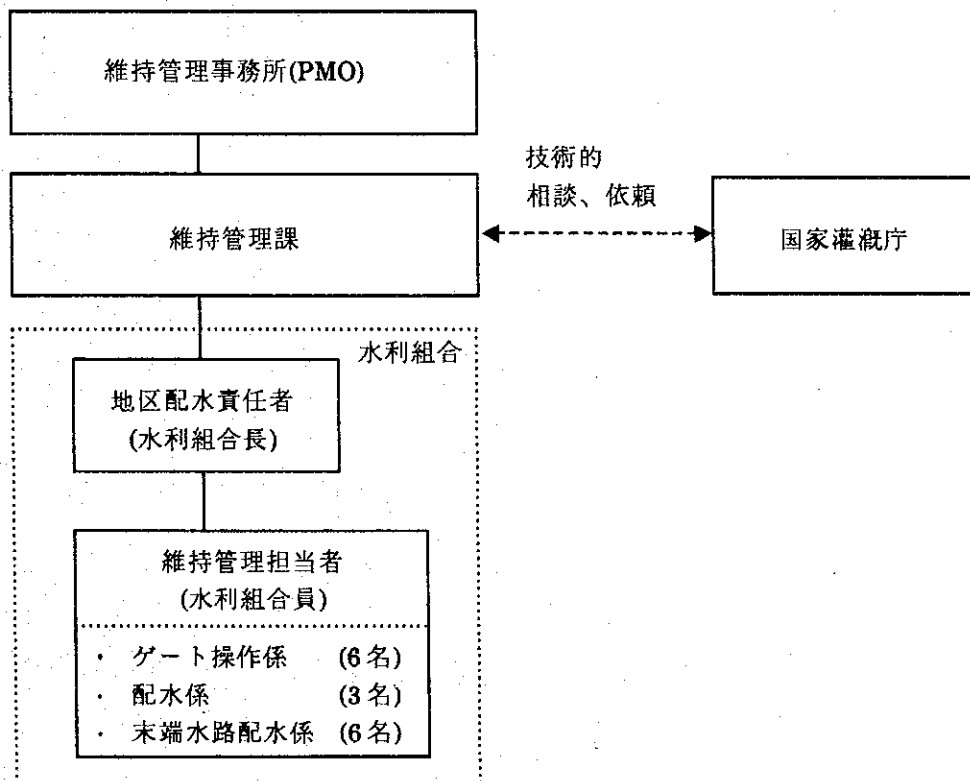 維持管理事務所(PMO)
技術的
相談、依頼
維持管理課
国家灌漑庁
水利組合
地区配水責任者
(水利組合長)
維持管理担当者
(水利組合員)
・ ゲート操作係 (6名)
・ 配水係 (3名)
・ 末端水路配水係 (6名)